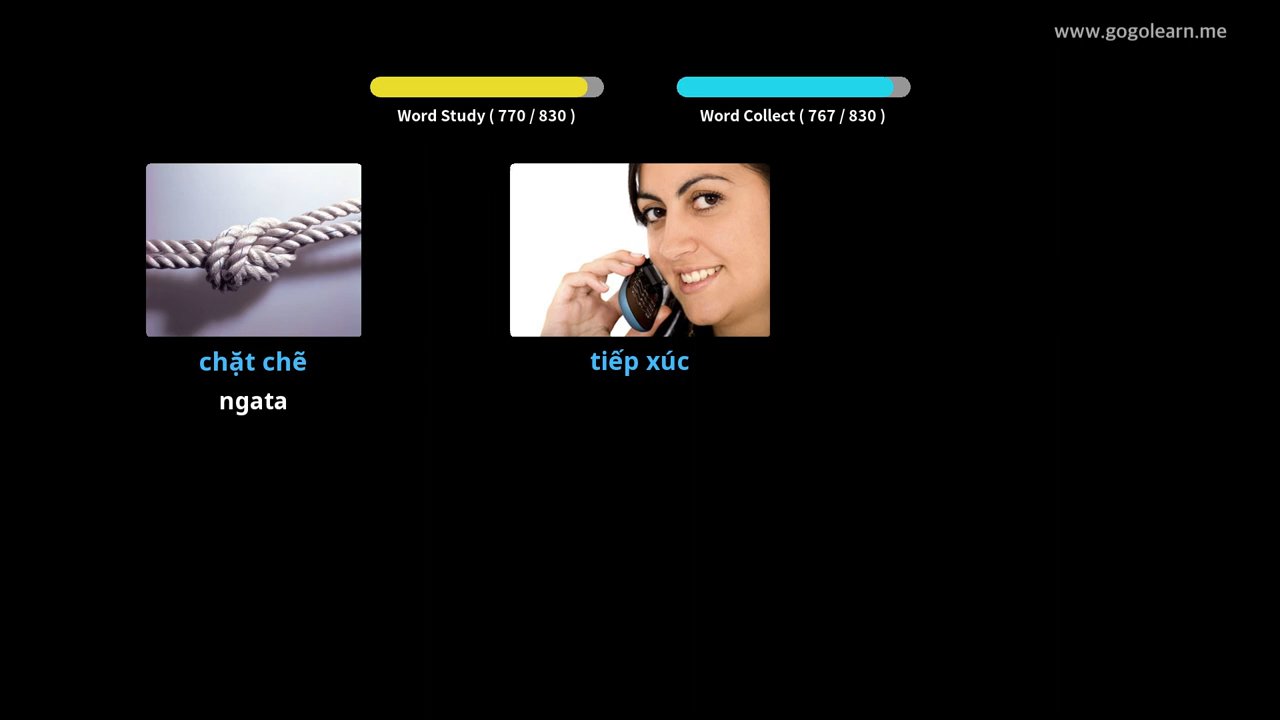 www.gogolearn.me
Word Study ( 770 / 830 )
Word Collect ( 767 / 830 )
chặt chẽ
tiếp xúc
ngata